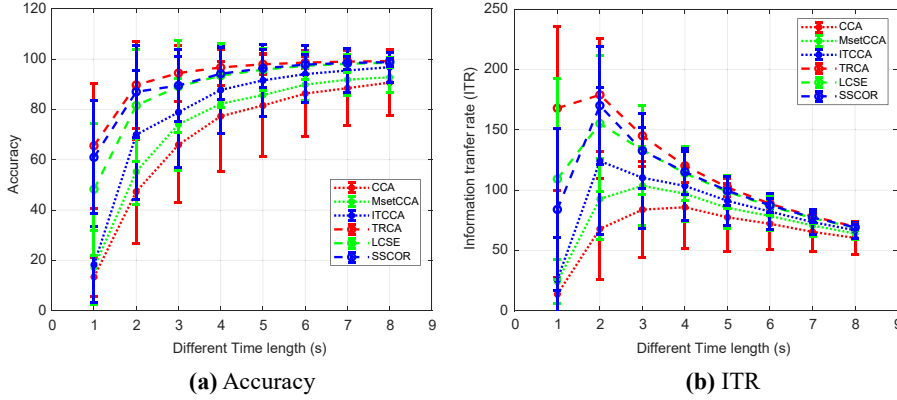 Accuracy
120
100
80
60
40
20
0
0 1 2 3 4 5 6 7 8 9
Different Time length (s)
CCA
MsetCCA
ITCCA
TRCA
LCSE
SSCOR
(a) Accuracy
Information tranfer rate (ITR)
250
200
150
100
50
0
0 1 2 3 4 5 6 7 8 9
Different Time length (s)
CCA
MsetCCA
ITCCA
TRCA
LCSE
SSCOR
(b) ITR